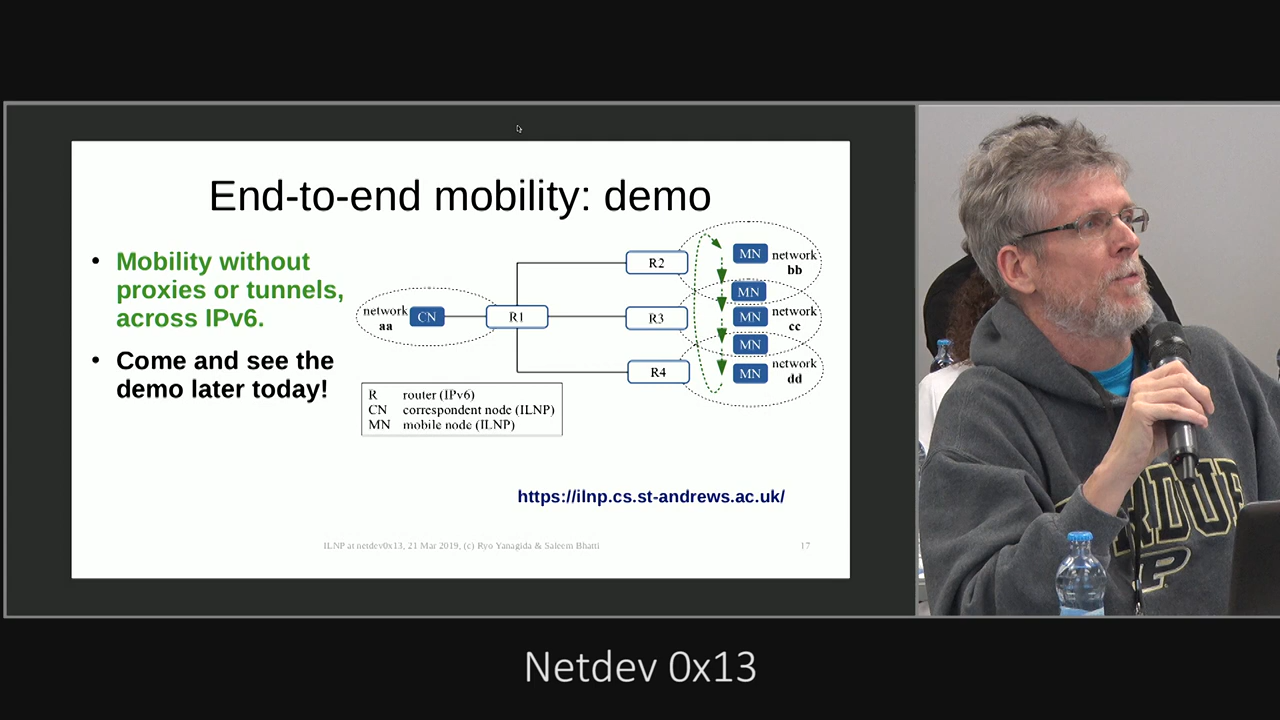 End-to-end mobility: demo
• Mobility without
proxies or tunnels,
across IPv6.
• Come and see the
demo later today!
network
aa
CN
R1
R2
R3
R4
MN
network
bb
MN
MN
network
cc
MN
MN
network
dd
R router (IPv6)
CN correspondent node (ILNP)
MN mobile node (ILNP)
https://ilnp.cs.st-andrews.ac.uk/
ILNP at netdev0x13, 21 Mar 2019, (c) Ryo Yanagida & Saleem Bhatti
17
RDUE
P
Netdev 0x13